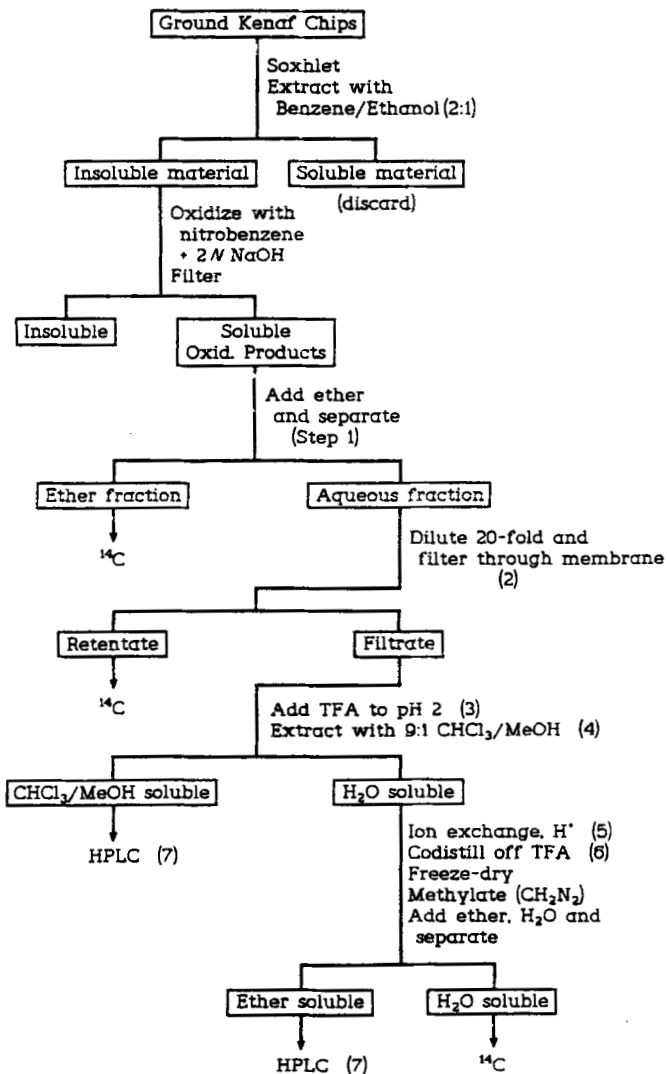 Ground Kenaf Chips
Soxhlet
Extract with
Benzene/Ethanol (2:1)
Insoluble material
Soluble material
(discard)
Oxidize with
nitrobenzene
+ 2N NaOH
Filter
Insoluble
Soluble
Oxid. Products
Add ether
and separate
(Step 1)
Ether fraction
Aqueous fraction
¹⁴C
Dilute 20-fold and
filter through membrane
(2)
Retentate
Filtrate
¹⁴C
Add TFA to pH 2 (3)
Extract with 9:1 CHCl₃/MeOH (4)
CHCl₃/MeOH soluble
H₂O soluble
HPLC (7)
Ion exchange, H⁺ (5)
Codistill off TFA (6)
Freeze-dry
Methylate (CH₂N₂)
Add ether, H₂O and
separate
Ether soluble
H₂O soluble
HPLC (7)
¹⁴C